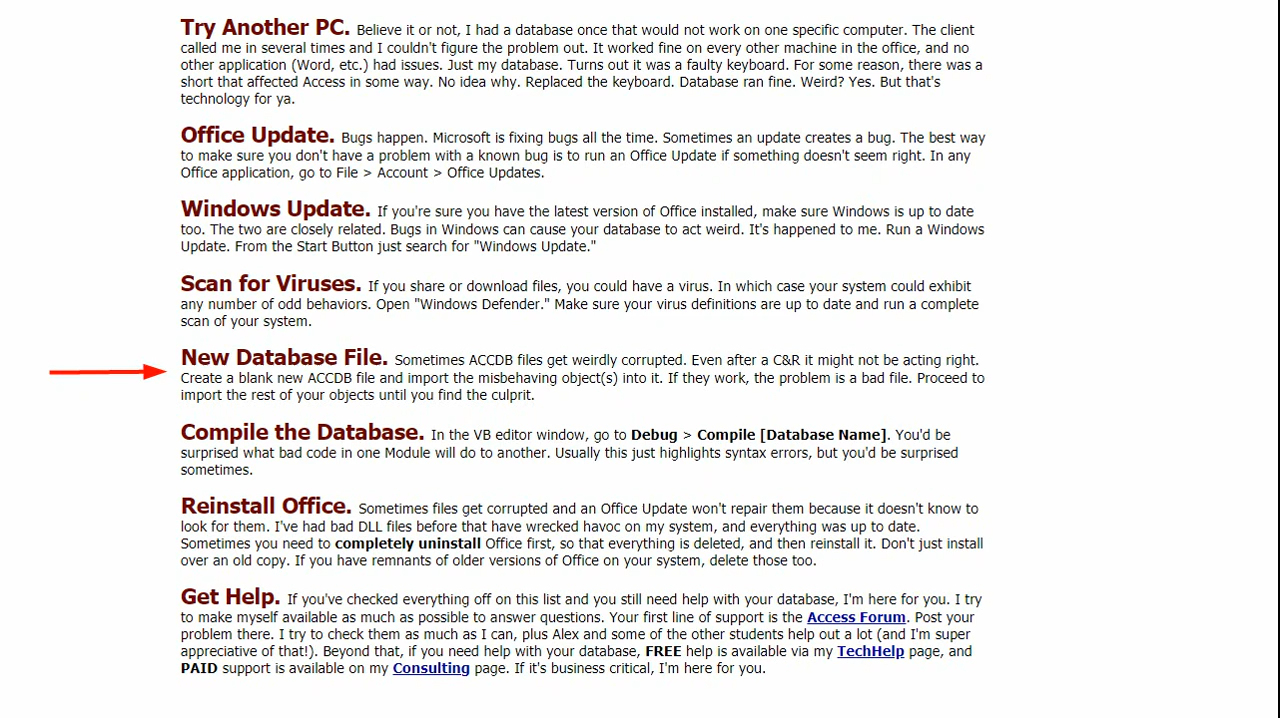 Try Another PC. Believe it or not, I had a database once that would not work on one specific computer. The client
called me in several times and I couldn't figure the problem out. It worked fine on every other machine in the office, and no
other application (Word, etc.) had issues. Just my database. Turns out it was a faulty keyboard. For some reason, there was a
short that affected Access in some way. No idea why. Replaced the keyboard. Database ran fine. Weird? Yes. But that's
technology for ya.
Office Update. Bugs happen. Microsoft is fixing bugs all the time. Sometimes an update creates a bug. The best way
to make sure you don't have a problem with a known bug is to run an Office Update if something doesn't seem right. In any
Office application, go to File > Account > Office Updates.
Windows Update. If you're sure you have the latest version of Office installed, make sure Windows is up to date
too. The two are closely related. Bugs in Windows can cause your database to act weird. It's happened to me. Run a Windows
Update. From the Start Button just search for "Windows Update."
Scan for Viruses. If you share or download files, you could have a virus. In which case your system could exhibit
any number of odd behaviors. Open "Windows Defender." Make sure your virus definitions are up to date and run a complete
scan of your system.
New Database File. Sometimes ACCDB files get weirdly corrupted. Even after a C&R it might not be acting right.
Create a blank new ACCDB file and import the misbehaving object(s) into it. If they work, the problem is a bad file. Proceed to
import the rest of your objects until you find the culprit.
Compile the Database. In the VB editor window, go to Debug > Compile [Database Name]. You'd be
surprised what bad code in one Module will do to another. Usually this just highlights syntax errors, but you'd be surprised
sometimes.
Reinstall Office. Sometimes files get corrupted and an Office Update won't repair them because it doesn't know to
look for them. I've had bad DLL files before that have wrecked havoc on my system, and everything was up to date.
Sometimes you need to completely uninstall Office first, so that everything is deleted, and then reinstall it. Don't just install
over an old copy. If you have remnants of older versions of Office on your system, delete those too.
Get Help. If you've checked everything off on this list and you still need help with your database, I'm here for you. I try
to make myself available as much as possible to answer questions. Your first line of support is the Access Forum. Post your
problem there. I try to check them as much as I can, plus Alex and some of the other students help out a lot (and I'm super
appreciative of that!). Beyond that, if you need help with your database, FREE help is available via my TechHelp page, and
PAID support is available on my Consulting page. If it's business critical, I'm here for you.